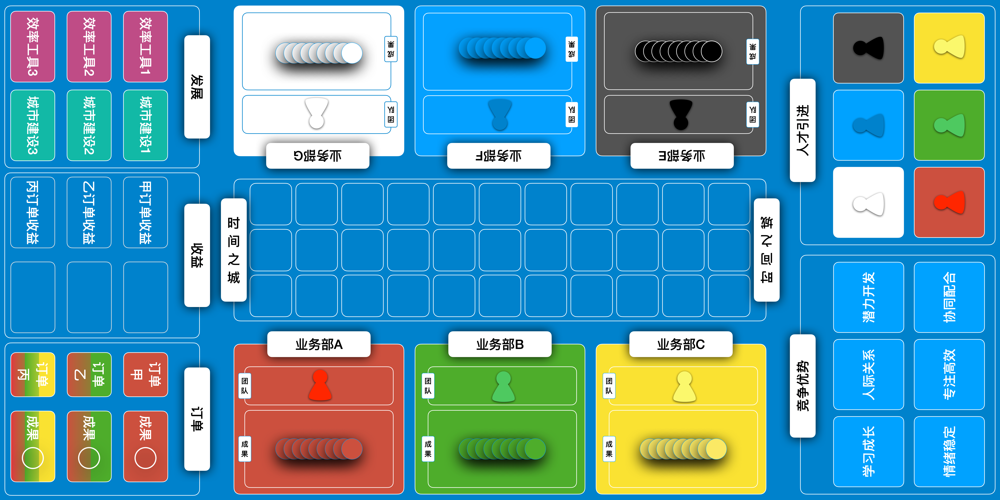 效率工具3
效率工具2
效率工具1
城市建设3
城市建设2
城市建设1
发展
丙订单收益
乙订单收益
甲订单收益
收益
订单
丙
订单
乙
订单
甲
成果
成果
成果
订单
成果
团队
业务部G
成果
团队
业务部F
成果
团队
业务部E
时间之城
时间之城
业务部A
团队
成果
业务部B
团队
成果
业务部C
团队
成果
人才引进
竞争优势
潜力开发
协同配合
人际关系
专注高效
学习成长
情绪稳定